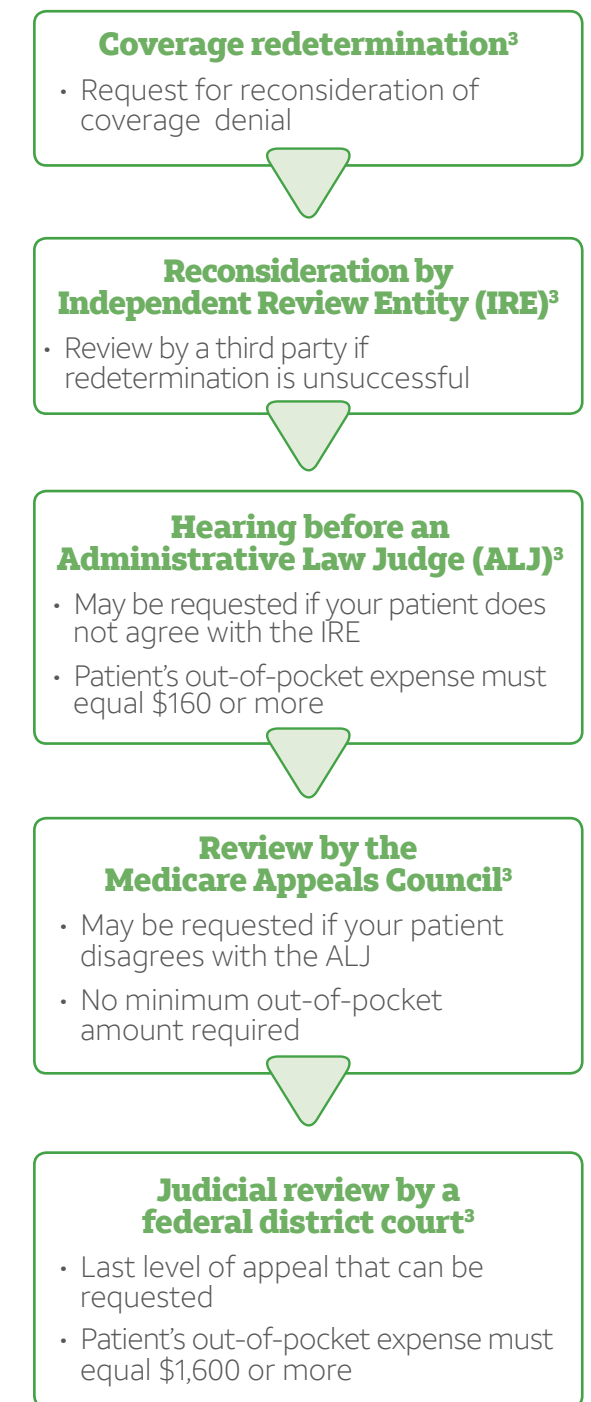 Coverage redetermination³
• Request for reconsideration of
coverage denial
Reconsideration by
Independent Review Entity (IRE)³
• Review by a third party if
redetermination is unsuccessful
Hearing before an
Administrative Law Judge (ALJ)³
• May be requested if your patient does
not agree with the IRE
• Patient’s out-of-pocket expense must
equal $160 or more
Review by the
Medicare Appeals Council³
• May be requested if your patient
disagrees with the ALJ
• No minimum out-of-pocket
amount required
Judicial review by a
federal district court³
• Last level of appeal that can be
requested
• Patient’s out-of-pocket expense must
equal $1,600 or more